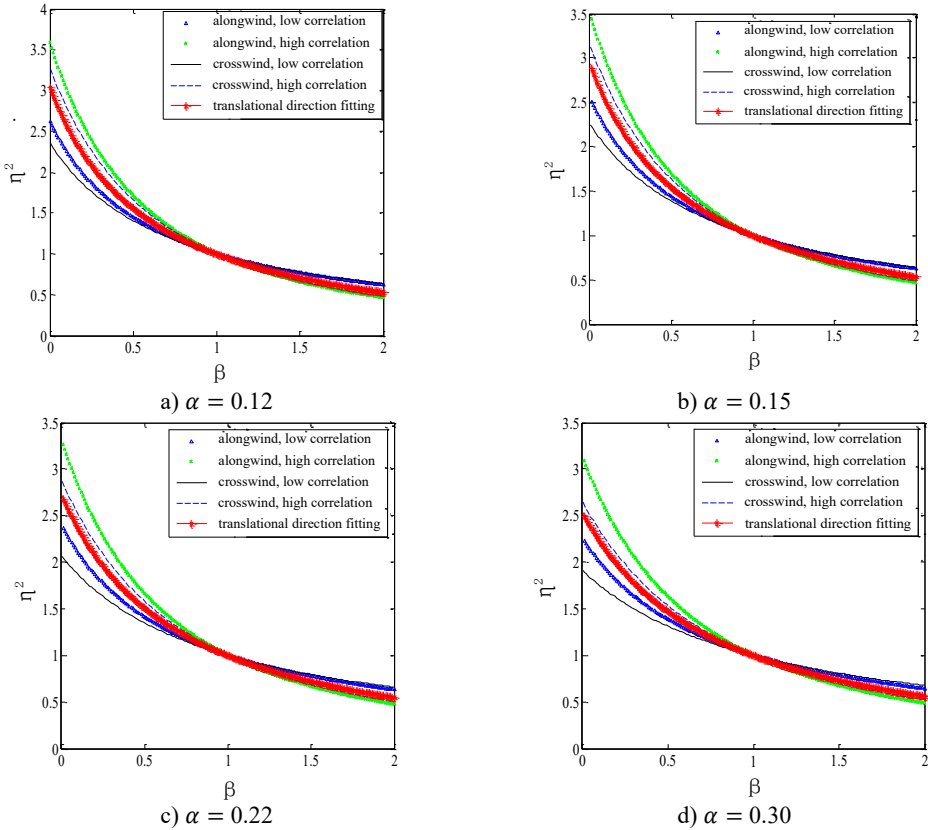 4
3.5
3
2.5
2
1.5
1
0.5
0
η²
0
0.5
1
1.5
2
β
alongwind, low correlation
alongwind, high correlation
crosswind, low correlation
crosswind, high correlation
translational direction fitting
a) α = 0.12
3.5
3
2.5
2
1.5
1
0.5
0
η²
0
0.5
1
1.5
2
β
alongwind, low correlation
alongwind, high correlation
crosswind, low correlation
crosswind, high correlation
translational direction fitting
b) α = 0.15
3.5
3
2.5
2
1.5
1
0.5
0
η²
0
0.5
1
1.5
2
β
alongwind, low correlation
alongwind, high correlation
crosswind, low correlation
crosswind, high correlation
translational direction fitting
c) α = 0.22
3.5
3
2.5
2
1.5
1
0.5
0
η²
0
0.5
1
1.5
2
β
alongwind, low correlation
alongwind, high correlation
crosswind, low correlation
crosswind, high correlation
translational direction fitting
d) α = 0.30